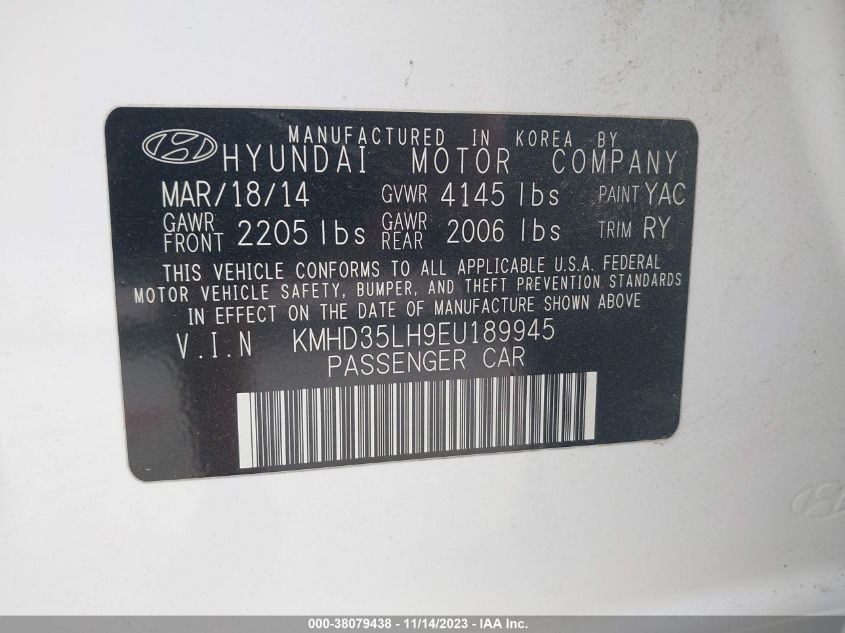 MANUFACTURED IN KOREA BY
HYUNDAI MOTOR COMPANY
MAR/18/14 GVWR 4145 lbs PAINT YAC
GAWR FRONT 2205 lbs GAWR REAR 2006 lbs TRIM RY
THIS VEHICLE CONFORMS TO ALL APPLICABLE U.S.A. FEDERAL
MOTOR VEHICLE SAFETY, BUMPER, AND THEFT PREVENTION STANDARDS
IN EFFECT ON THE DATE OF MANUFACTURE SHOWN ABOVE
V.I.N KMHD35LH9EU189945
PASSENGER CAR
000-38079438 - 11/14/2023 - IAA Inc.